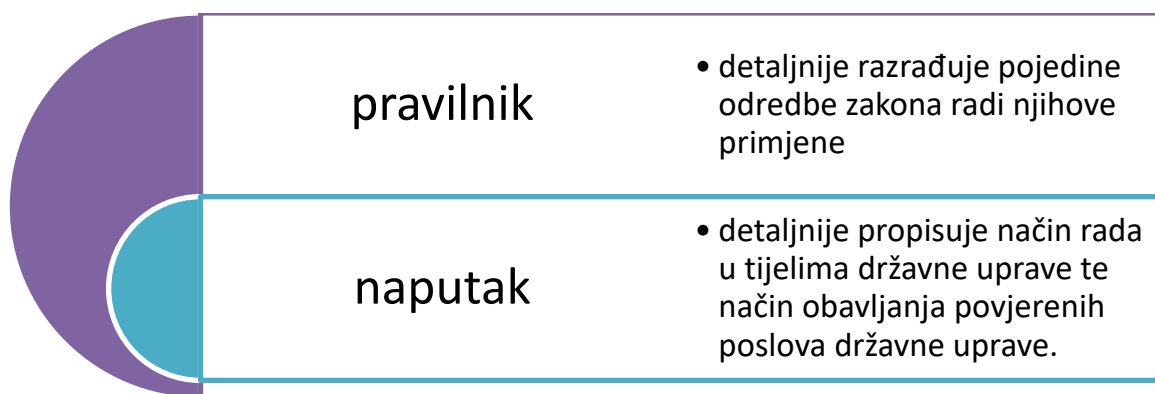 pravilnik
• detaljnije razrađuje pojedine
odredbe zakona radi njihove
primjene
naputak
• detaljnije propisuje način rada
u tijelima državne uprave te
način obavljanja povjerenih
poslova državne uprave.